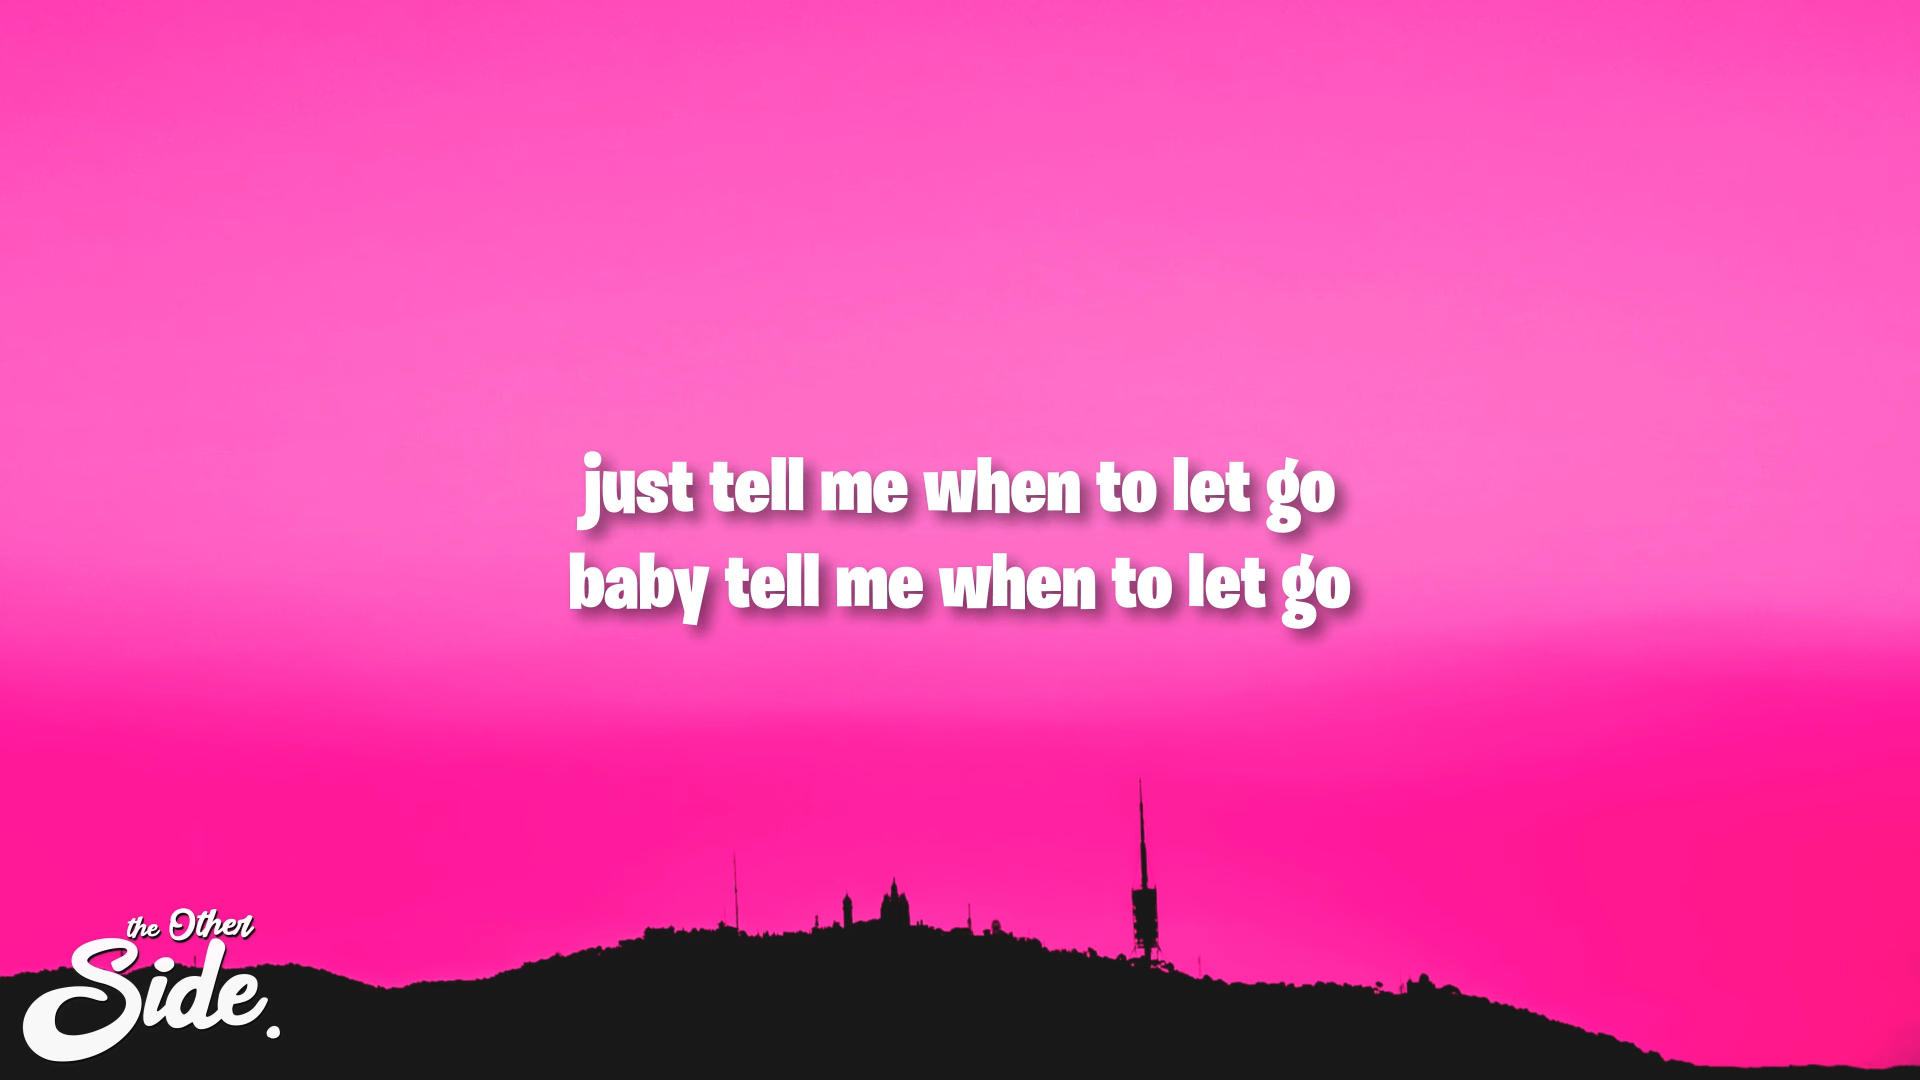 just tell me when to let go
baby tell me when to let go
the Other
Side.